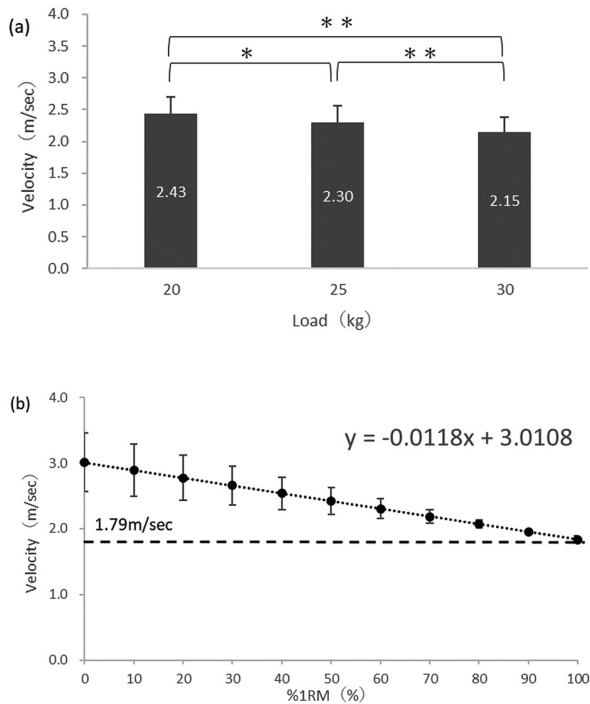 (a)
4.0
3.5
3.0
2.5
2.0
1.5
1.0
0.5
0.0
Velocity（m/sec）
* *
*
* *
2.43
2.30
2.15
20 25 30
Load（kg）
(b)
4.0
3.0
2.0
1.0
0.0
Velocity（m/sec）
y = -0.0118x + 3.0108
1.79m/sec
0 10 20 30 40 50 60 70 80 90 100
%1RM（%）